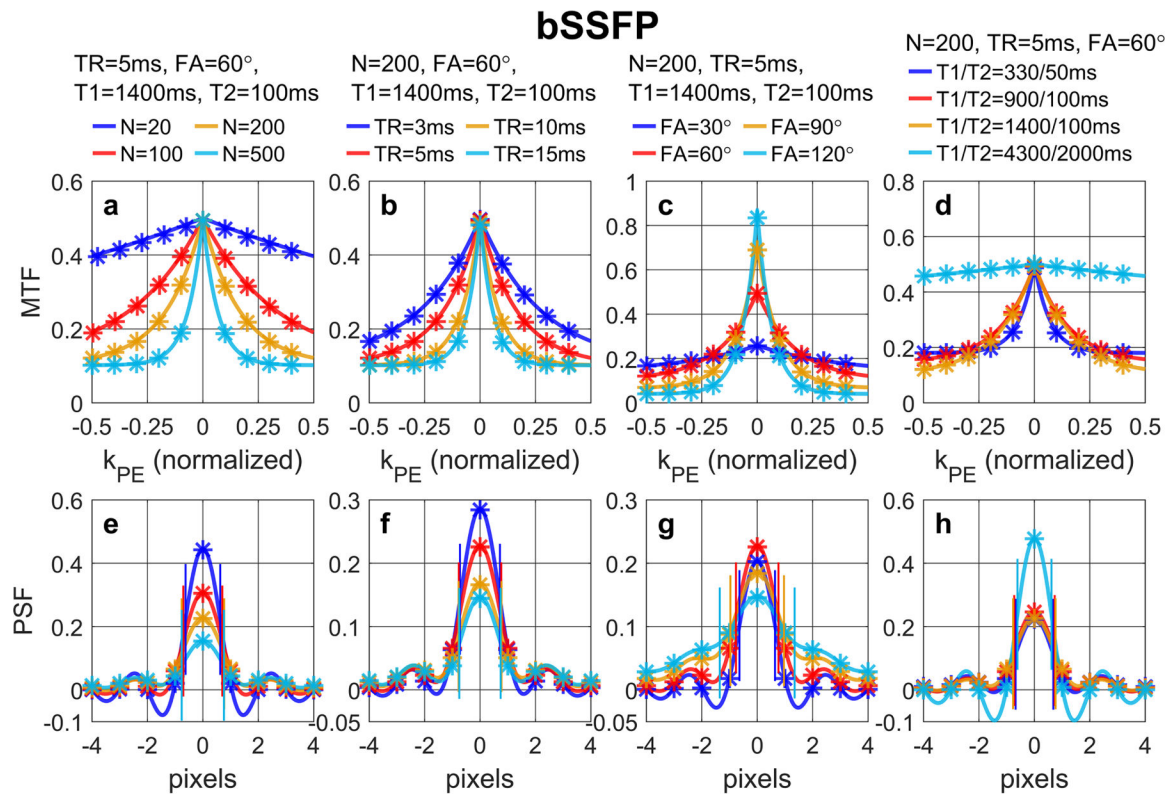 bSSFP
TR=5ms, FA=60°,
T1=1400ms, T2=100ms
N=20 N=200
N=100 N=500
N=200, FA=60°,
T1=1400ms, T2=100ms
TR=3ms TR=10ms
TR=5ms TR=15ms
N=200, TR=5ms,
T1=1400ms, T2=100ms
FA=30° FA=90°
FA=60° FA=120°
N=200, TR=5ms, FA=60°
T1/T2=330/50ms
T1/T2=900/100ms
T1/T2=1400/100ms
T1/T2=4300/2000ms
MTF
a
0.6
0.4
0.2
0
-0.5 -0.25 0 0.25 0.5
kPE (normalized)
b
0.6
0.4
0.2
0
-0.5 -0.25 0 0.25 0.5
kPE (normalized)
c
1
0.8
0.6
0.4
0.2
0
-0.5 -0.25 0 0.25 0.5
kPE (normalized)
d
0.8
0.6
0.4
0.2
0
-0.5 -0.25 0 0.25 0.5
kPE (normalized)
PSF
e
0.6
0.4
0.2
0
-0.1
-4 -2 0 2 4
pixels
f
0.3
0.2
0.1
0
-0.05
-4 -2 0 2 4
pixels
g
0.3
0.2
0.1
0
-0.05
-4 -2 0 2 4
pixels
h
0.6
0.4
0.2
0
-0.1
-4 -2 0 2 4
pixels